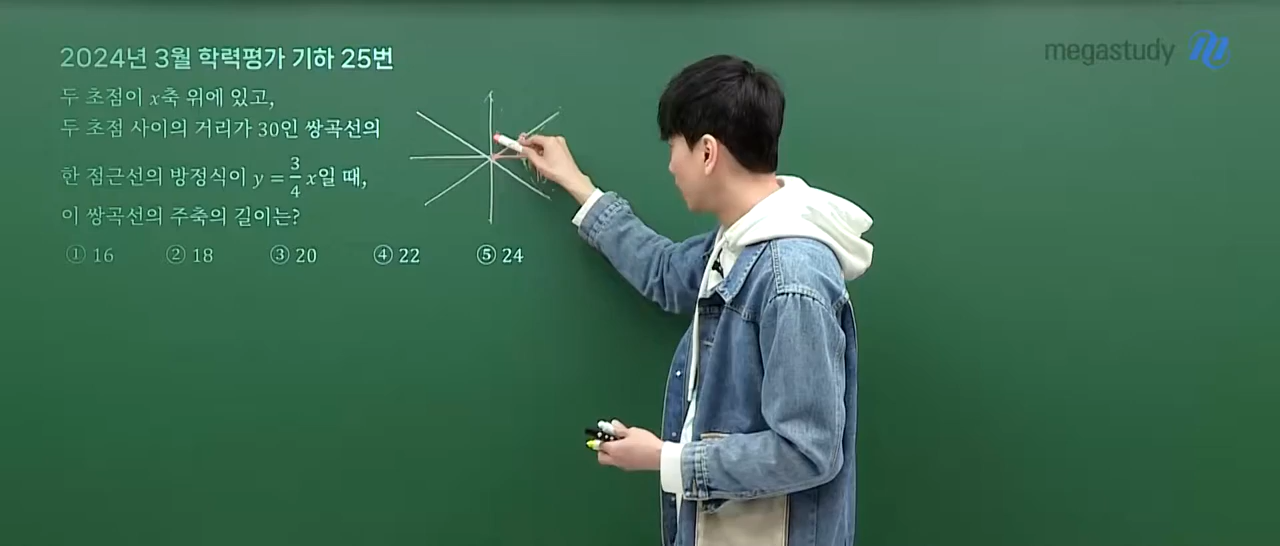 2024년 3월 학력평가 기하 25번
megastudy
두 초점이 x축 위에 있고,
두 초점 사이의 거리가 30인 쌍곡선의
한 점근선의 방정식이 y = 3/4 x일 때,
이 쌍곡선의 주축의 길이는?
① 16 ② 18 ③ 20 ④ 22 ⑤ 24